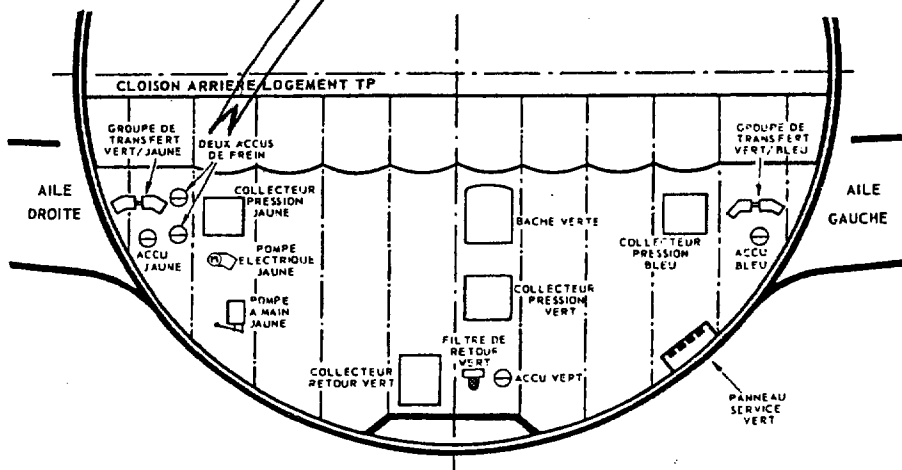 CLOISON ARRIERE LOGEMENT TP
GROUPE DE
TRANSFERT
VERT/JAUNE
DEUX ACCUS
DE FREIN
GROUPE DE
TRANSFERT
VERT/BLEU
AILE
DROITE
COLLECTEUR
PRESSION
JAUNE
ACCU
JAUNE
POMPE
ELECTRIQUE
JAUNE
M
POMPE
A MAIN
JAUNE
BACHE VERTE
COLLECTEUR
PRESSION
BLEU
ACCU
BLEU
AILE
GAUCHE
COLLECTEUR
PRESSION
VERT
FILTRE DE
RETOUR
VERT
COLLECTEUR
RETOUR VERT
ACCU VERT
PANNEAU
SERVICE
VERT